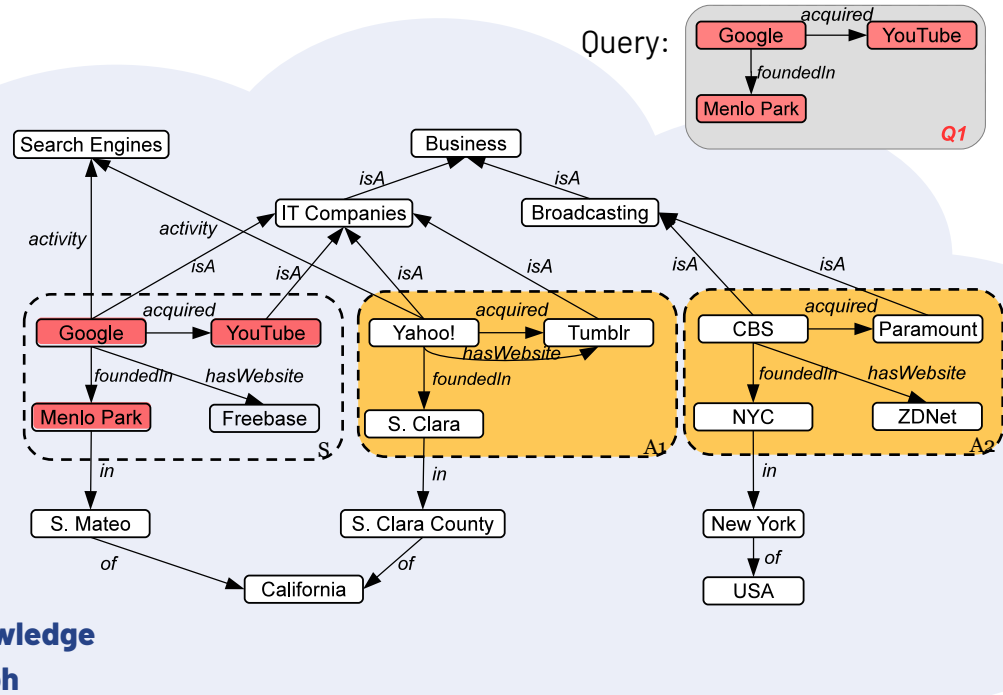 Query:
acquired
Google
YouTube
foundedIn
Menlo Park
Q1
Search Engines
Business
isA
isA
IT Companies
Broadcasting
activity
activity
isA
isA
isA
isA
isA
isA
acquired
Google
YouTube
foundedIn
hasWebsite
Menlo Park
Freebase
S
acquired
Yahoo!
Tumblr
hasWebsite
foundedIn
S. Clara
A1
acquired
CBS
Paramount
foundedIn
hasWebsite
NYC
ZDNet
A2
in
in
in
S. Mateo
S. Clara County
New York
of
of
of
California
USA
wledge